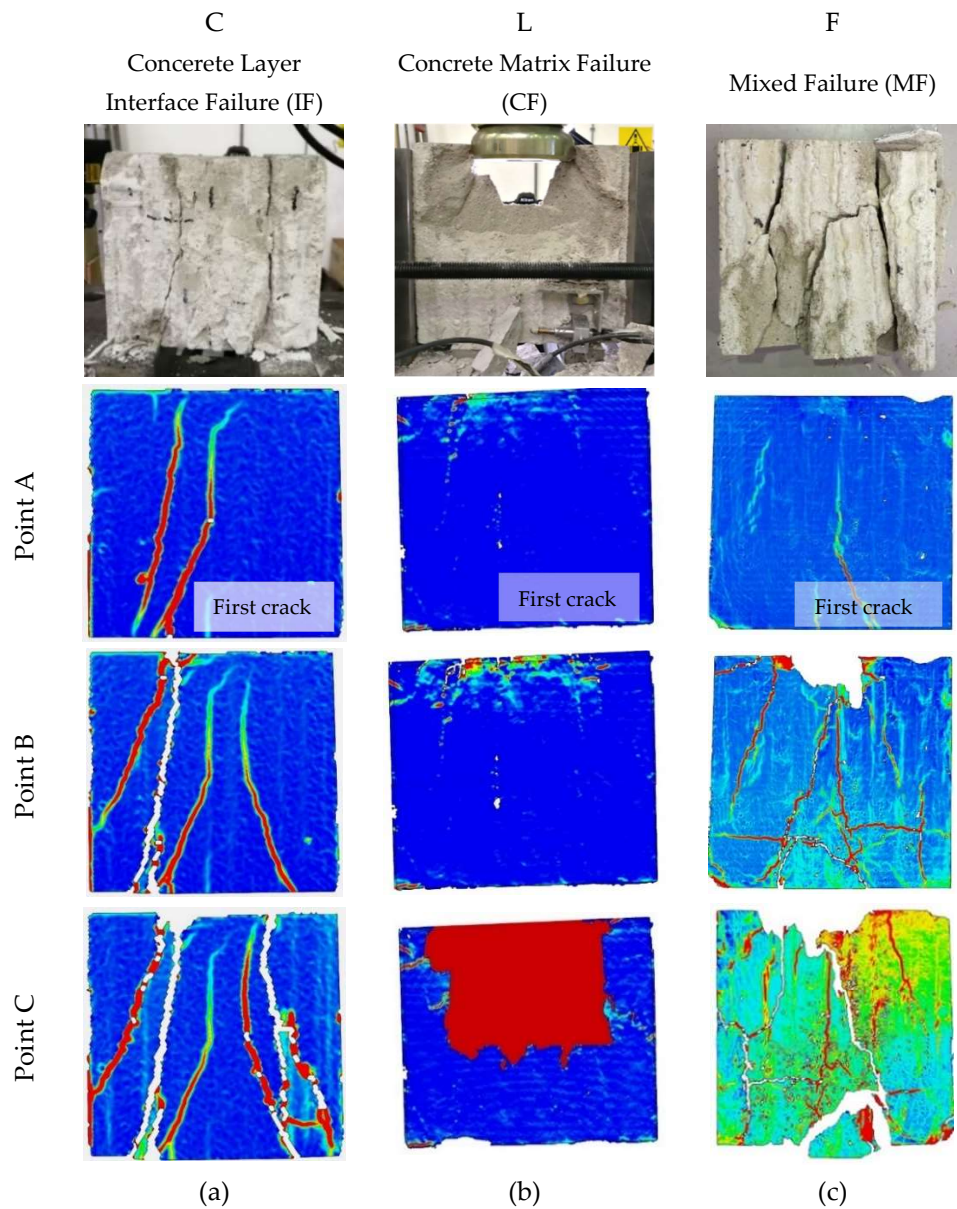 C
L
F
Concerete Layer
Interface Failure (IF)
Concrete Matrix Failure
(CF)
Mixed Failure (MF)
Point A
First crack
First crack
First crack
Point B
Point C
(a)
(b)
(c)